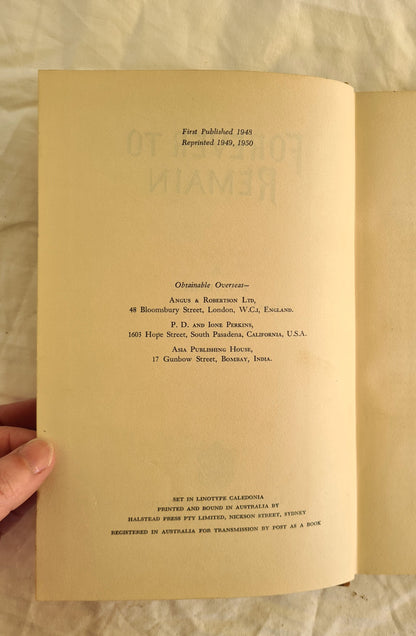 First Published 1948
Reprinted 1949, 1950
FOREVER TO
REMAIN
Obtainable Overseas—
ANGUS & ROBERTSON LTD,
48 Bloomsbury Street, London, W.C.1, ENGLAND.
P. D. AND IONE PERKINS,
1603 Hope Street, South Pasadena, CALIFORNIA, U.S.A.
ASIA PUBLISHING HOUSE,
17 Gunbow Street, BOMBAY, INDIA.
SET IN LINOTYPE CALEDONIA
PRINTED AND BOUND IN AUSTRALIA BY
HALSTEAD PRESS PTY LIMITED, NICKSON STREET, SYDNEY
REGISTERED IN AUSTRALIA FOR TRANSMISSION BY POST AS A BOOK